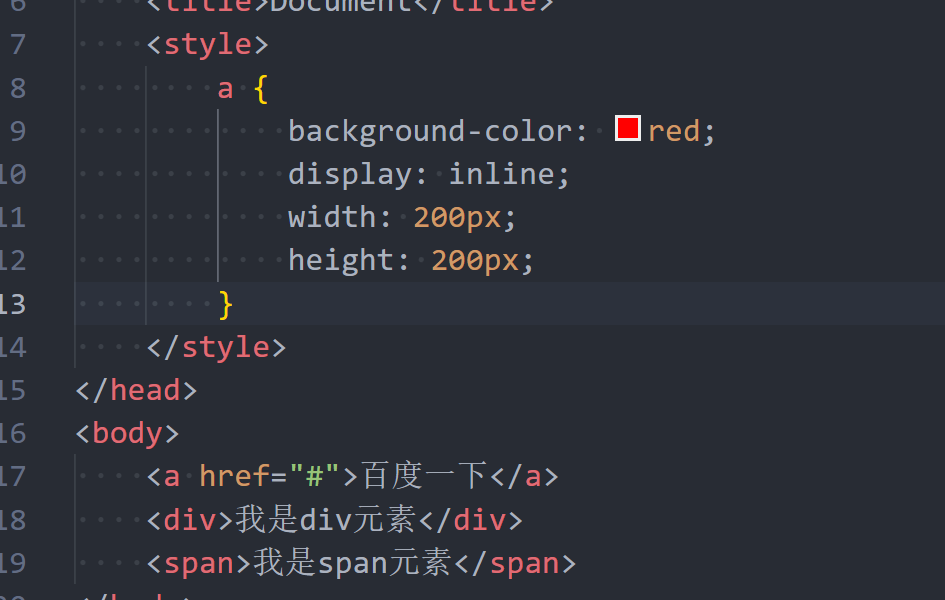 6 <title>Document</title>
7 <style>
8 a {
9 background-color: red;
10 display: inline;
11 width: 200px;
12 height: 200px;
13 }
14 </style>
15 </head>
16 <body>
17 <a href="#">百度一下</a>
18 <div>我是div元素</div>
19 <span>我是span元素</span>